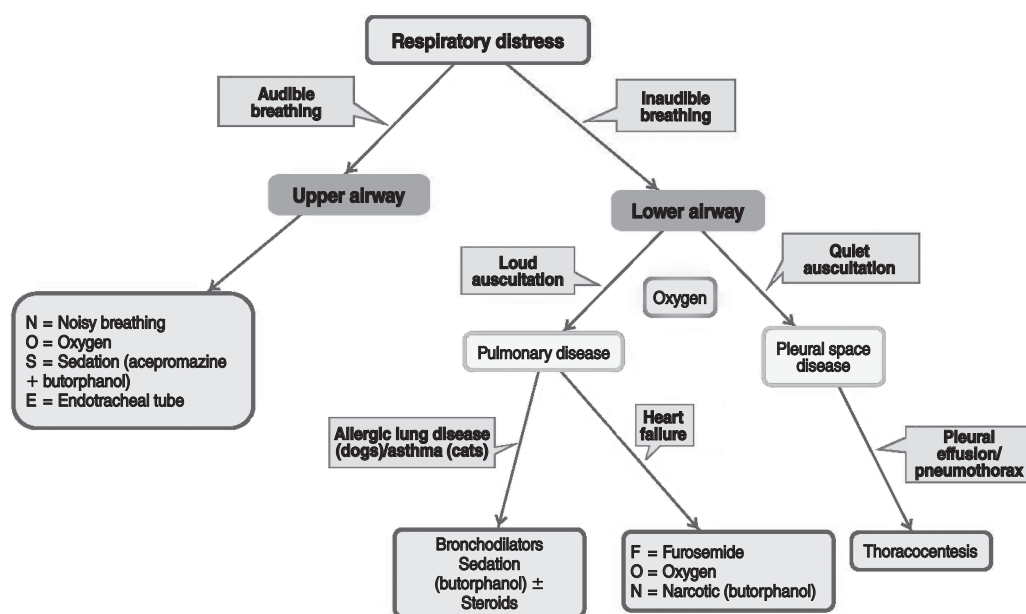 Respiratory distress
Audible
breathing
Inaudible
breathing
Upper airway
Lower airway
Loud
auscultation
Quiet
auscultation
Oxygen
N = Noisy breathing
O = Oxygen
S = Sedation (acepromazine
+ butorphanol)
E = Endotracheal tube
Pulmonary disease
Pleural space
disease
Allergic lung disease
(dogs)/asthma (cats)
Heart
failure
Pleural
effusion/
pneumothorax
Bronchodilators
Sedation
(butorphanol) ±
Steroids
F = Furosemide
O = Oxygen
N = Narcotic (butorphanol)
Thoracocentesis